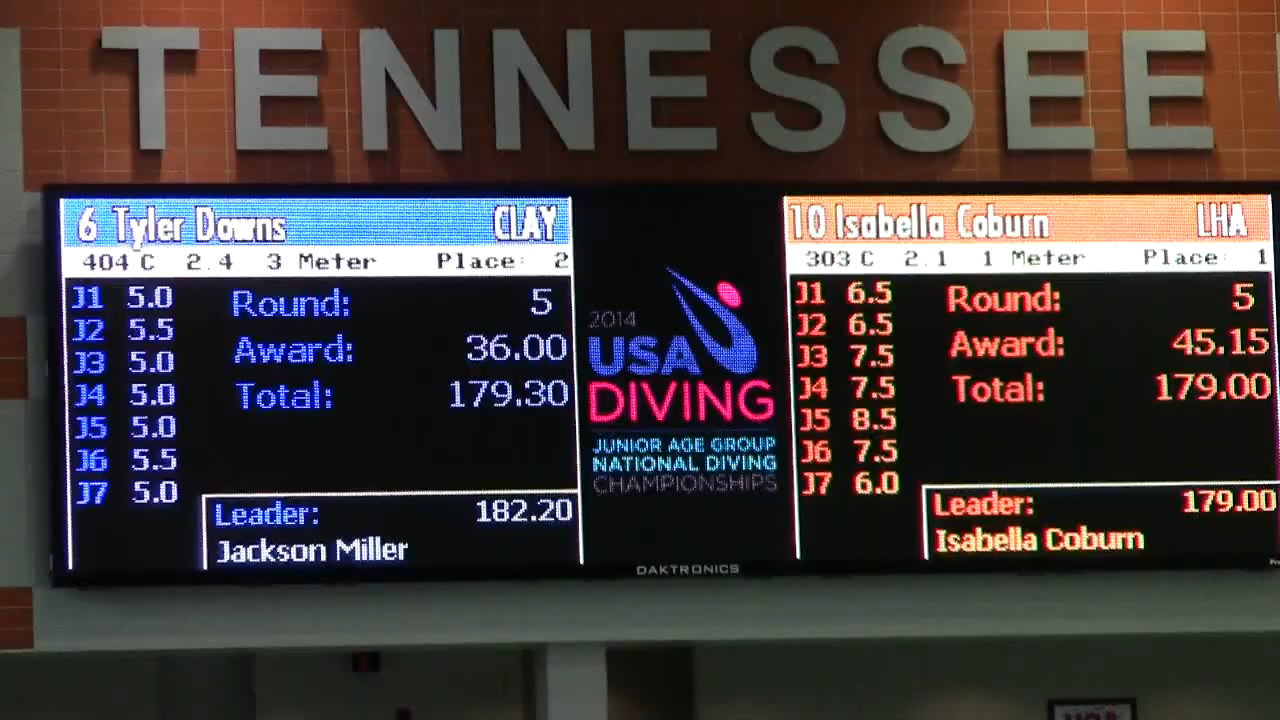 TENNESSEE
6 Tyler Downs CLAY
404 C 2.4 3 Meter Place: 2
J1 5.0
J2 5.5
J3 5.0
J4 5.0
J5 5.0
J6 5.5
J7 5.0
Round: 5
Award: 36.00
Total: 179.30
Leader: 182.20
Jackson Miller
2014
USA
DIVING
JUNIOR AGE GROUP
NATIONAL DIVING
CHAMPIONSHIPS
10 Isabella Coburn LHA
303 C 2.1 1 Meter Place: 1
J1 6.5
J2 6.5
J3 7.5
J4 7.5
J5 8.5
J6 7.5
J7 6.0
Round: 5
Award: 45.15
Total: 179.00
Leader: 179.00
Isabella Coburn
DAKTRONICS